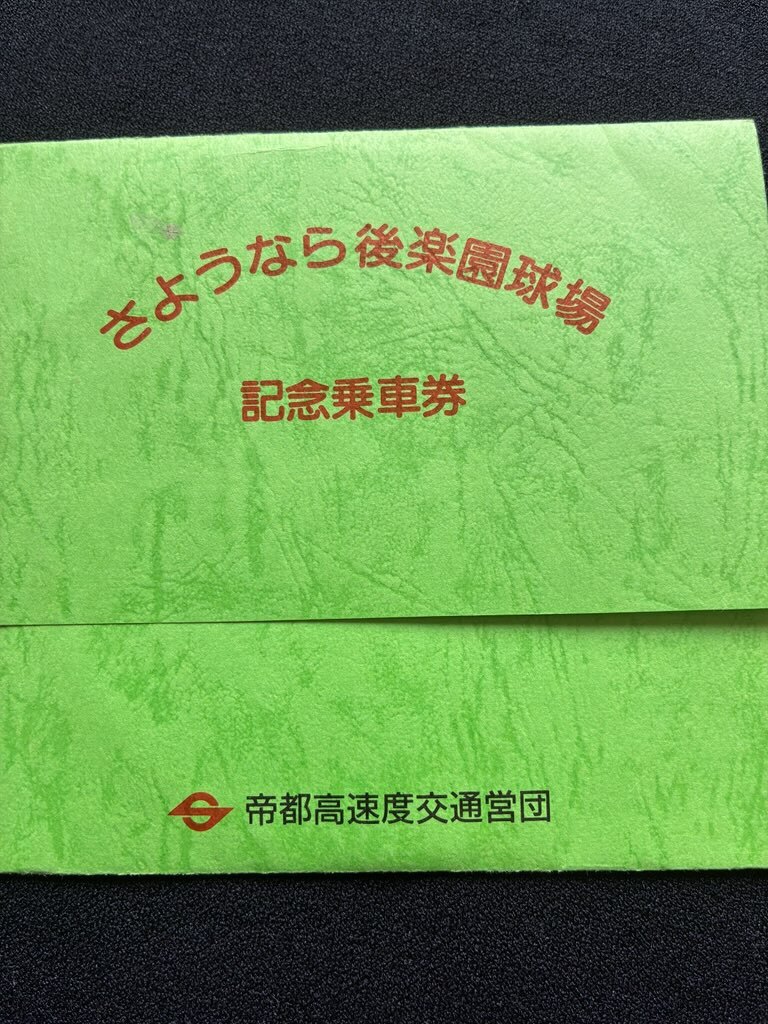 さようなら後楽園球場
記念乗車券
帝都高速度交通営団